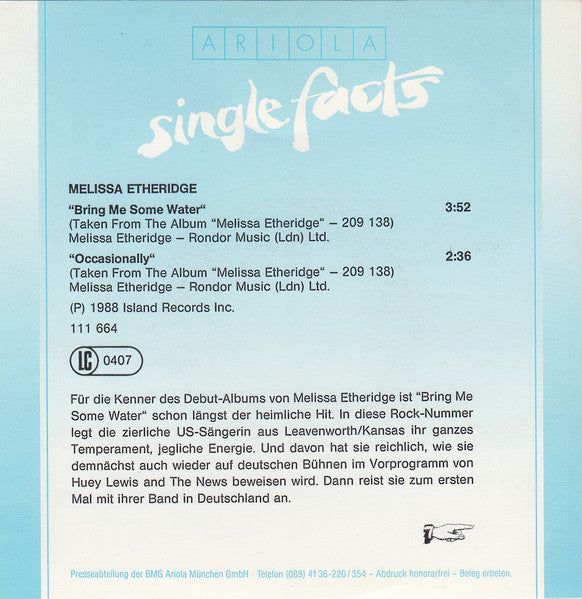 ARIOLA
single facts
MELISSA ETHERIDGE
"Bring Me Some Water" 3:52
(Taken From The Album "Melissa Etheridge" – 209 138)
Melissa Etheridge – Rondor Music (Ldn) Ltd.
"Occasionally" 2:36
(Taken From The Album "Melissa Etheridge" – 209 138)
Melissa Etheridge – Rondor Music (Ldn) Ltd.
(P) 1988 Island Records Inc.
111 664
LC 0407
Für die Kenner des Debut-Albums von Melissa Etheridge ist "Bring Me
Some Water" schon längst der heimliche Hit. In diese Rock-Nummer
legt die zierliche US-Sängerin aus Leavenworth/Kansas ihr ganzes
Temperament, jegliche Energie. Und davon hat sie reichlich, wie sie
demnächst auch wieder auf deutschen Bühnen im Vorprogramm von
Huey Lewis and The News beweisen wird. Dann reist sie zum ersten
Mal mit ihrer Band in Deutschland an.
Presseabteilung der BMG Ariola München GmbH · Telefon (089) 41 36-220/354 – Abdruck honorarfrei – Beleg erbeten.